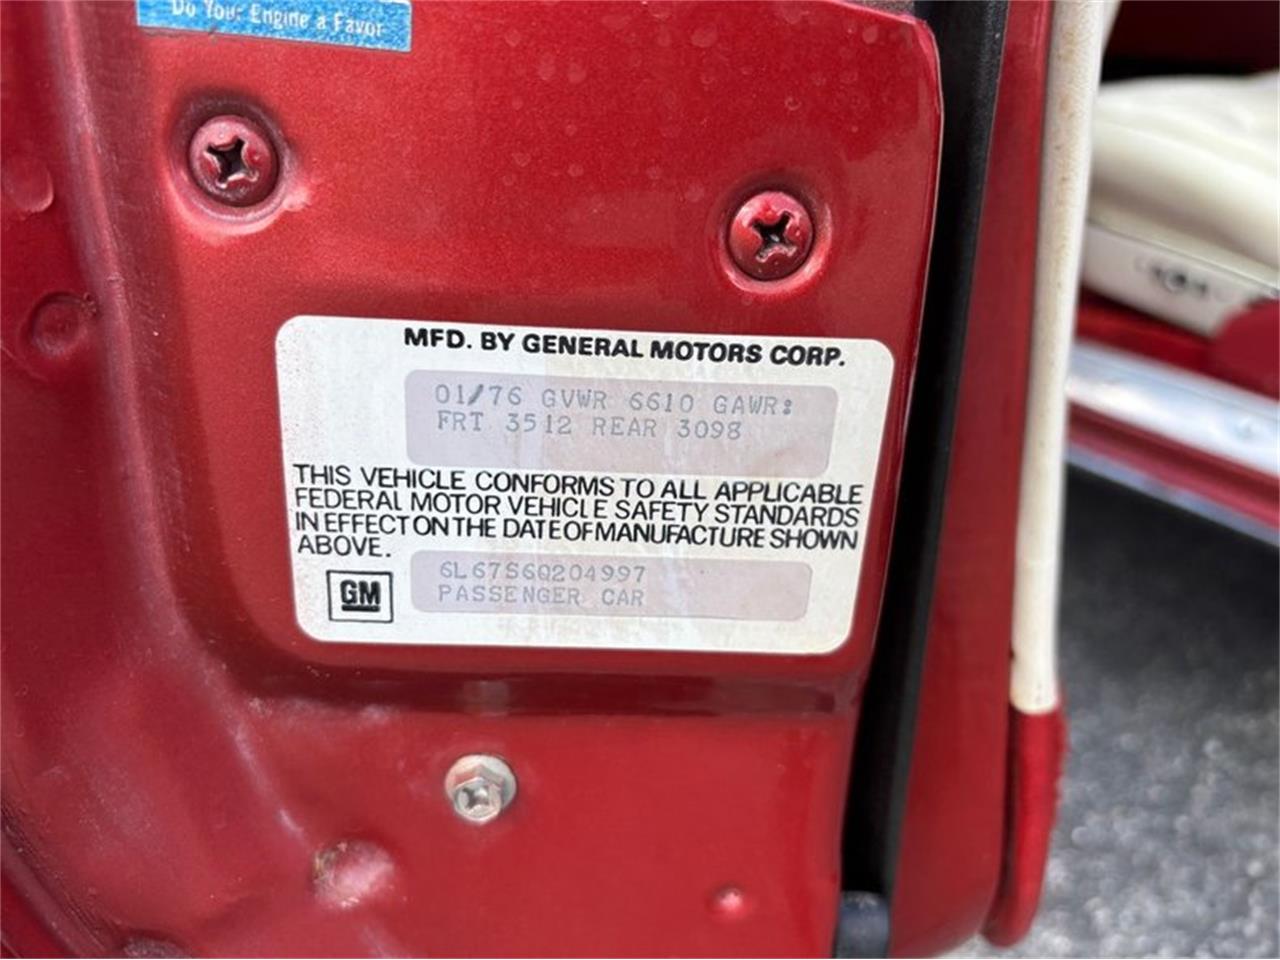 Do Your Engine a Favor
MFD. BY GENERAL MOTORS CORP.
01/76 GVWR 6610 GAWR:
FRT 3512 REAR 3098
THIS VEHICLE CONFORMS TO ALL APPLICABLE
FEDERAL MOTOR VEHICLE SAFETY STANDARDS
IN EFFECT ON THE DATE OF MANUFACTURE SHOWN
ABOVE.
GM
6L67S6Q204997
PASSENGER CAR